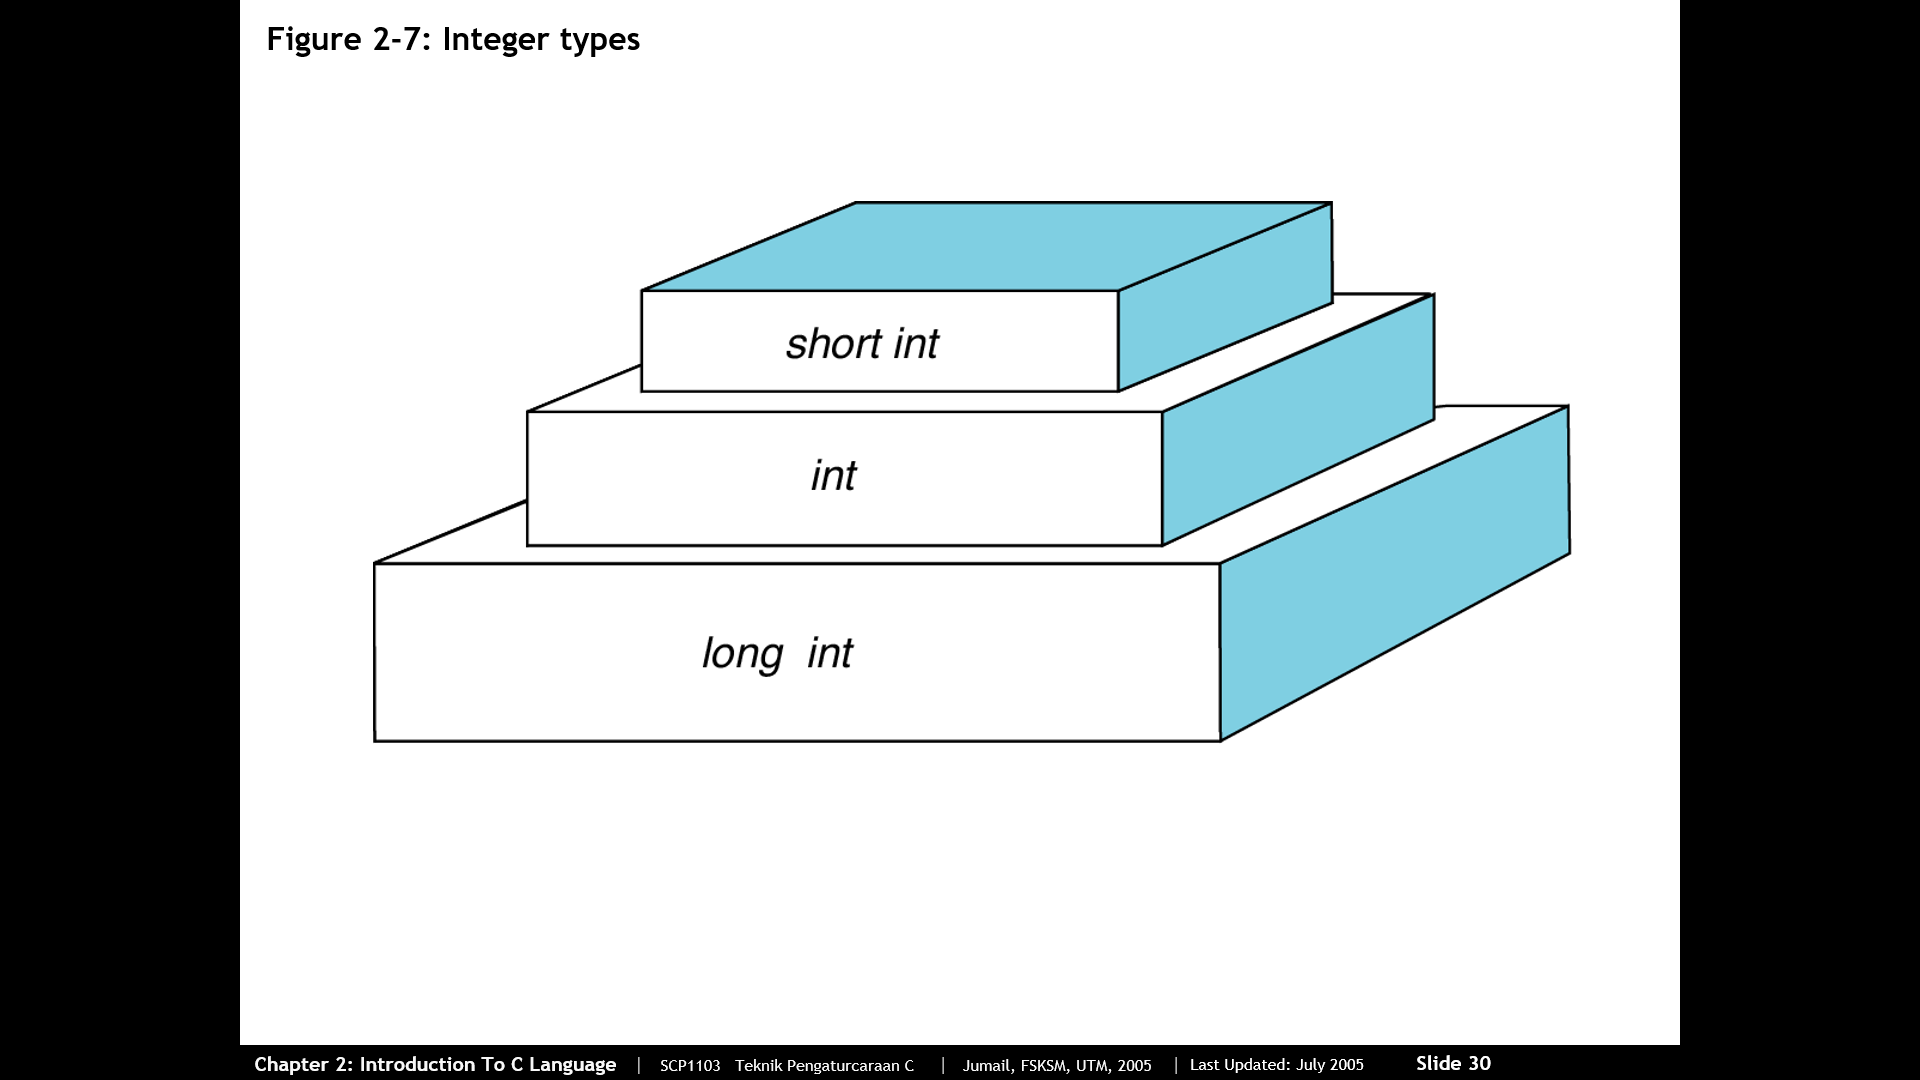 Figure 2-7: Integer types
short int
int
long int
Chapter 2: Introduction To C Language | SCP1103 Teknik Pengaturcaraan C | Jumail, FSKSM, UTM, 2005 | Last Updated: July 2005 Slide 30